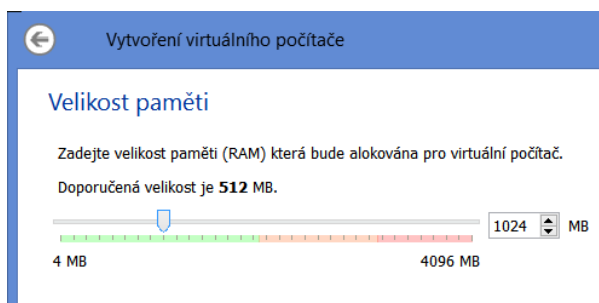 Vytvoření virtuálního počítače
Velikost paměti
Zadejte velikost paměti (RAM) která bude alokována pro virtuální počítač.
Doporučená velikost je 512 MB.
1024 MB
4 MB 4096 MB